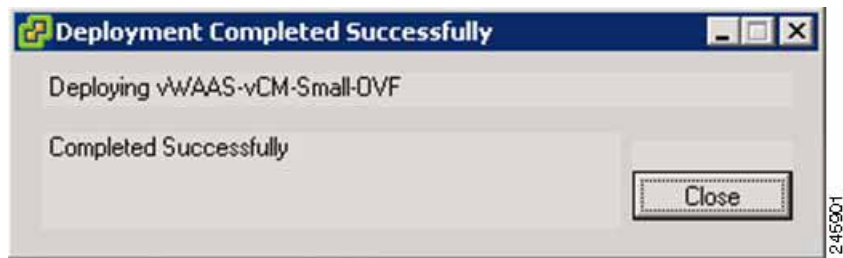 Deployment Completed Successfully
Deploying vWAAS-vCM-Small-OVF
Completed Successfully
Close
245901